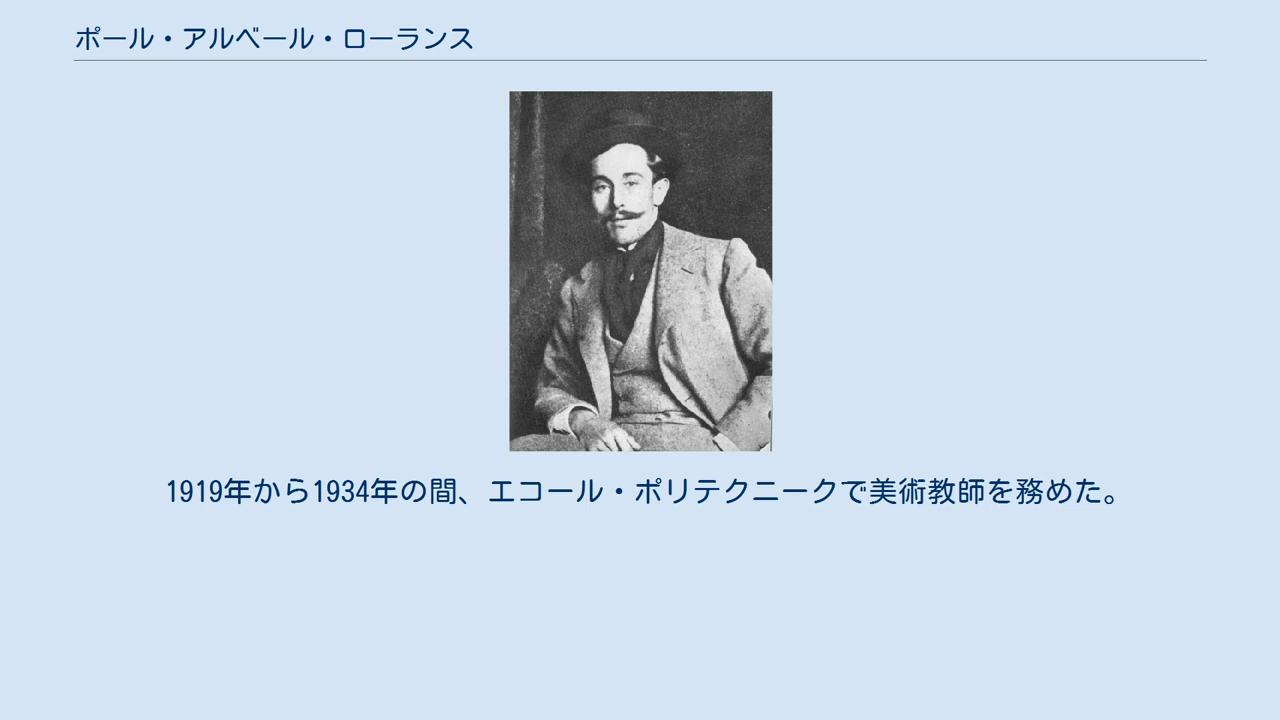 ポール・アルベール・ローランス
1919年から1934年の間、エコール・ポリテクニークで美術教師を務めた。